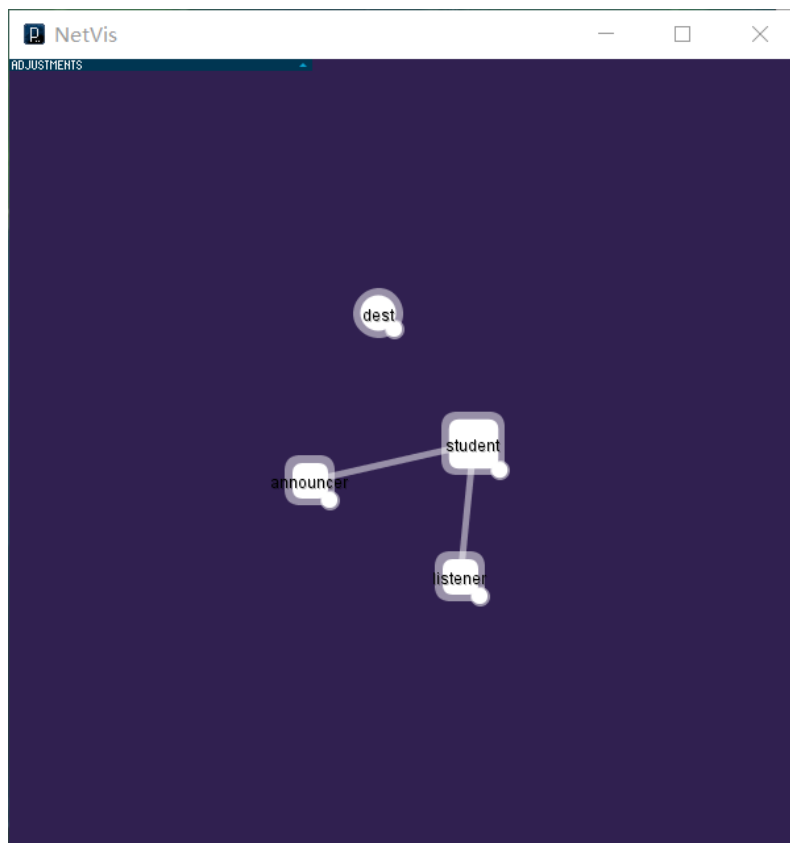 NetVis
ADJUSTMENTS
dest
student
announcer
listener